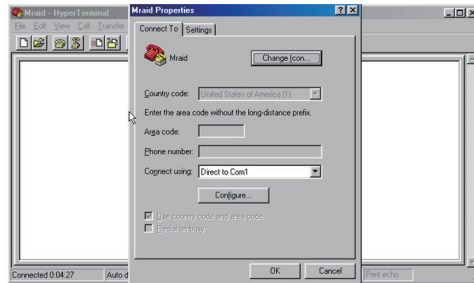 Mraid - HyperTerminal
File Edit View Call Transfer
Mraid Properties
Connect To Settings
Mraid
Change Icon...
Country code: United States of America (1)
Enter the area code without the long-distance prefix.
Area code:
Phone number:
Connect using: Direct to Com1
Configure...
Use country code and area code
Redial on busy
OK Cancel
Connected 0:04:27 Auto d Print echo